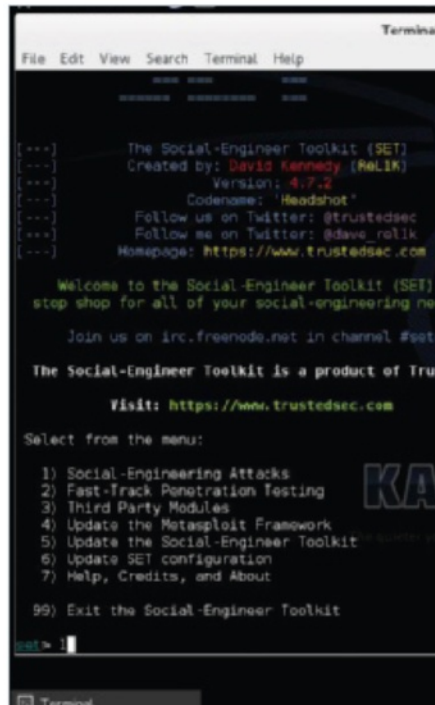 Termina
File Edit View Search Terminal Help
[---] The Social-Engineer Toolkit (SET)
[---] Created by: David Kennedy (ReL1K)
[---] Version: 4.7.2
[---] Codename: 'Headshot'
[---] Follow us on Twitter: @trustedsec
[---] Follow me on Twitter: @dave_rel1k
[---] Homepage: https://www.trustedsec.com
Welcome to the Social-Engineer Toolkit (SET)
stop shop for all of your social-engineering ne
Join us on irc.freenode.net in channel #set
The Social-Engineer Toolkit is a product of Tru
Visit: https://www.trustedsec.com
Select from the menu:
1) Social-Engineering Attacks
2) Fast-Track Penetration Testing
3) Third Party Modules
4) Update the Metasploit Framework
5) Update the Social-Engineer Toolkit
6) Update SET configuration
7) Help, Credits, and About
99) Exit the Social-Engineer Toolkit
set> 1
KA
Terminal